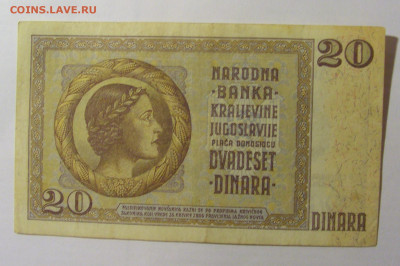 COINS.LAVE.RU
20
NARODNA
·BANKA·
KRALJEVINE
JUGOSLAVIJE
PLAĆA DONOSIOCU
DVADESET
·DINARA·
20
DINARA